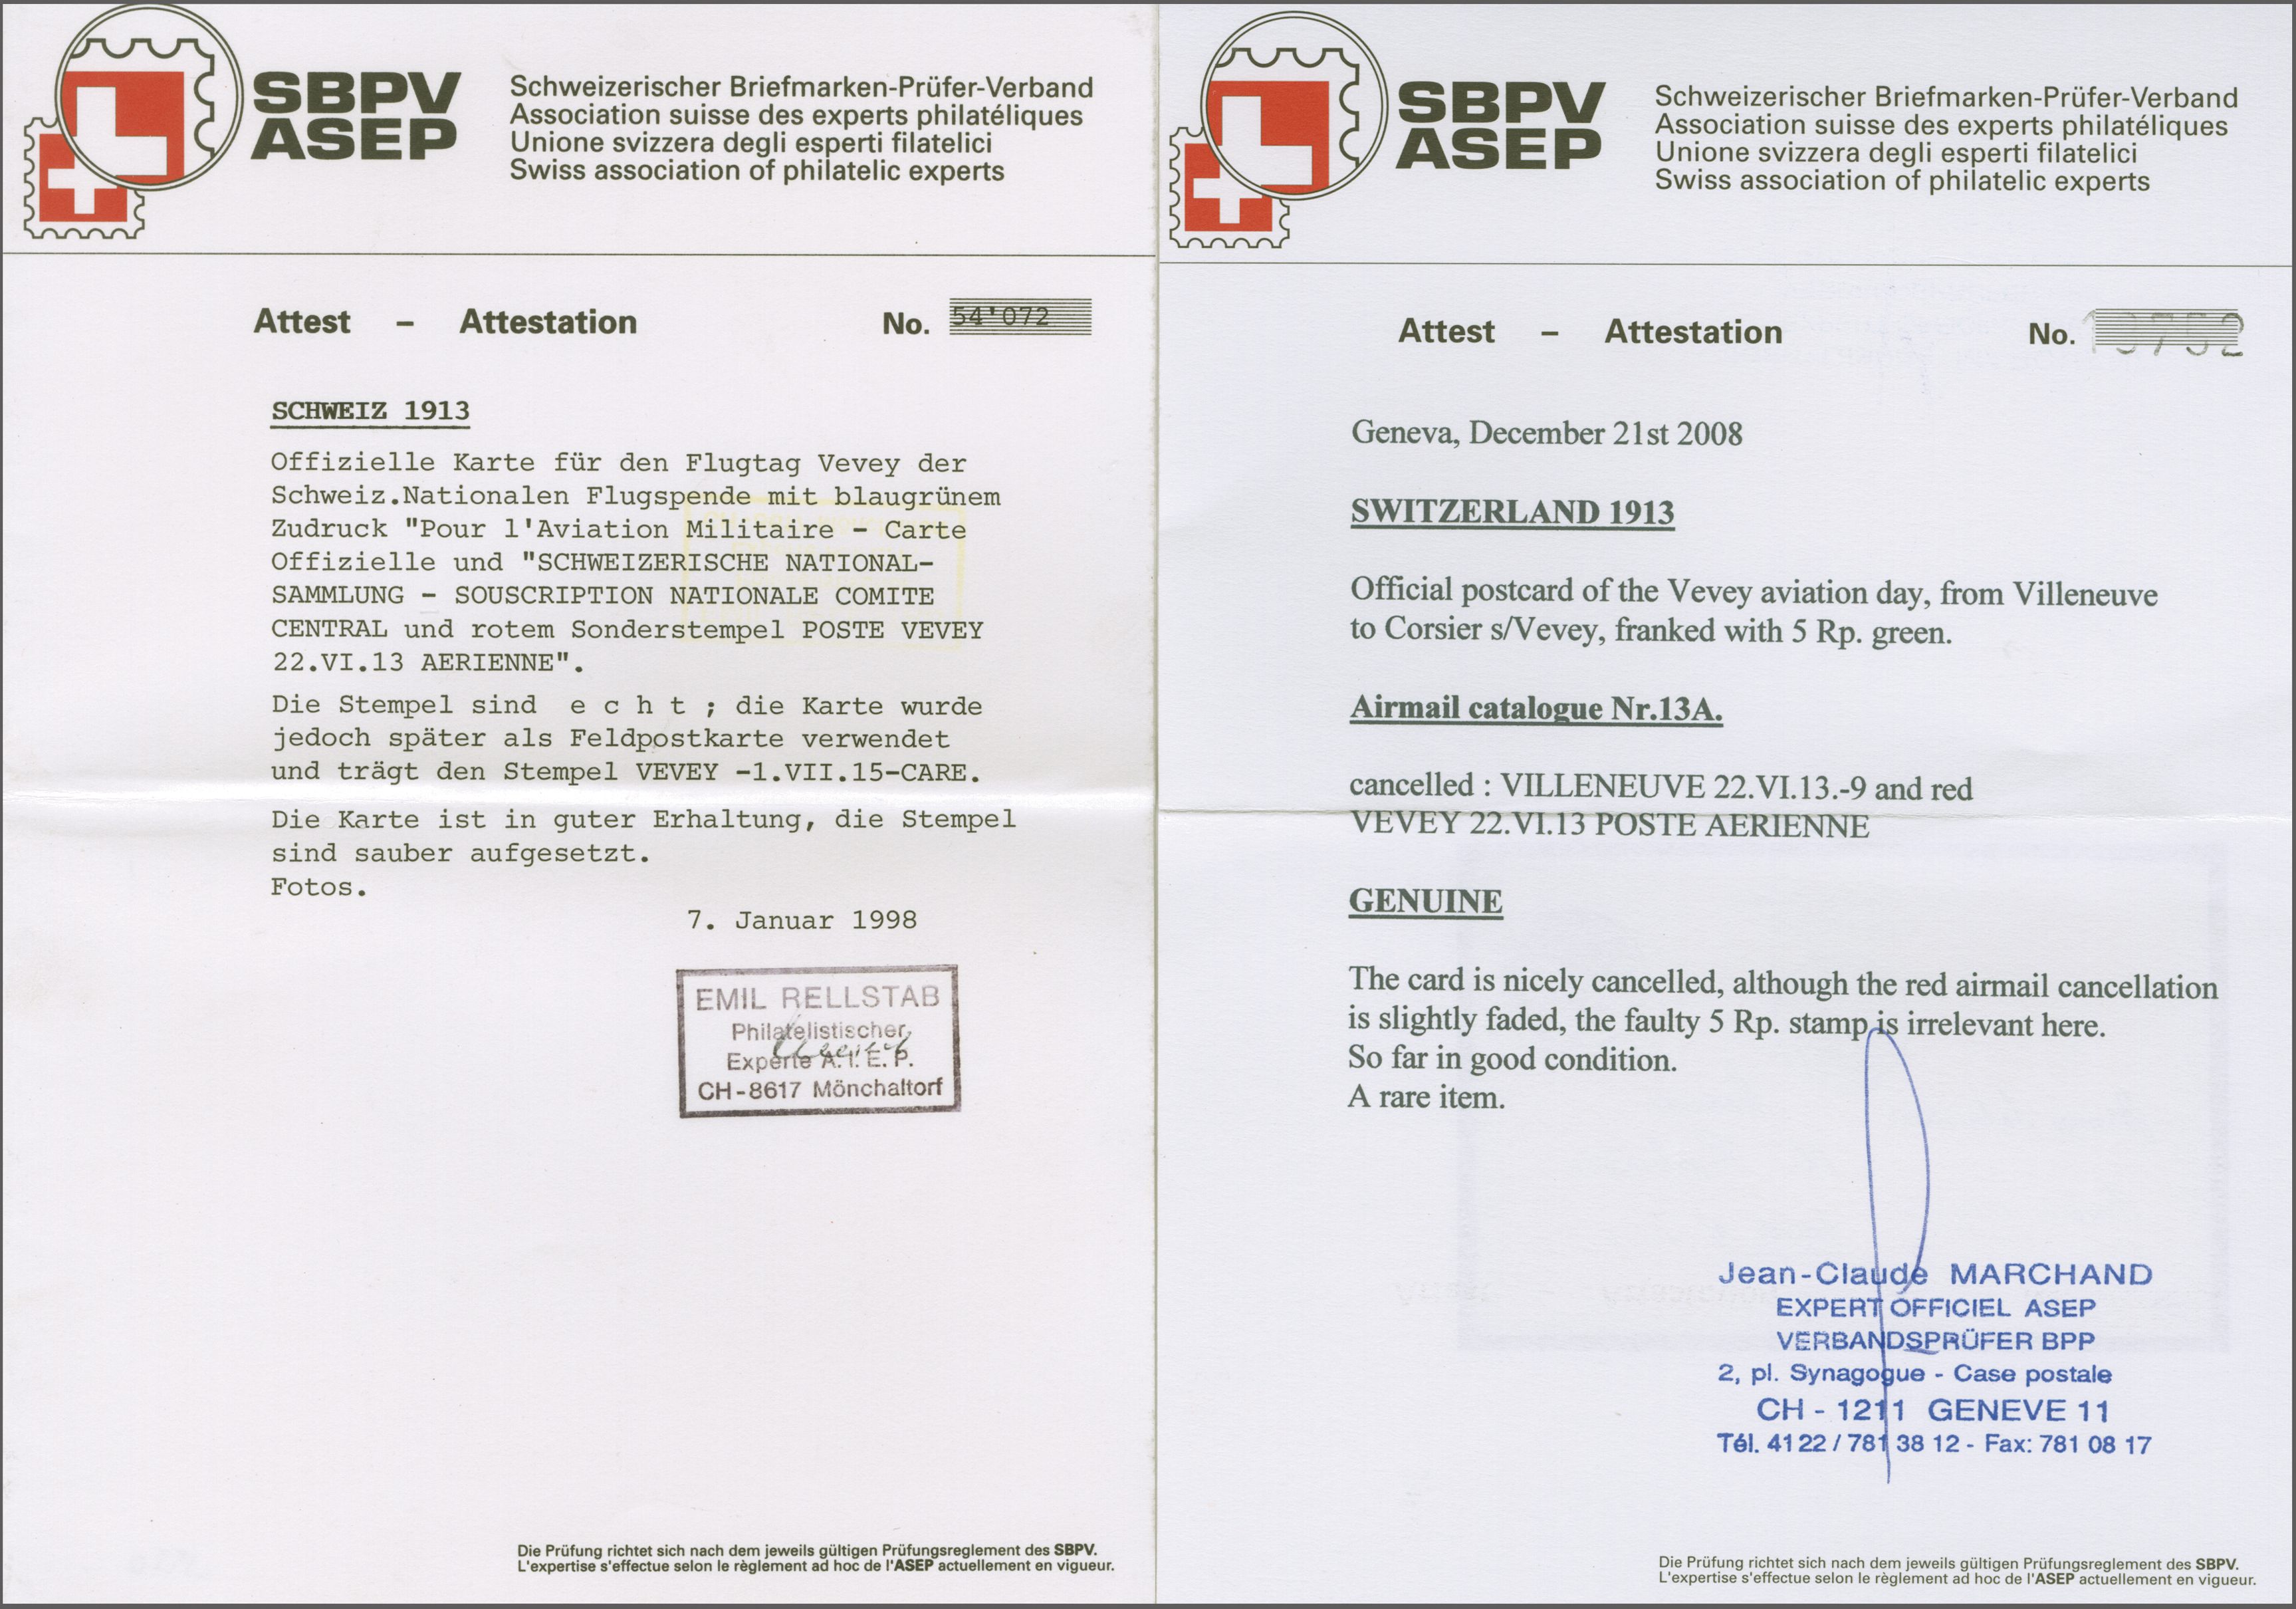 SBPV
ASEP
Schweizerischer Briefmarken-Prüfer-Verband
Association suisse des experts philatéliques
Unione svizzera degli esperti filatelici
Swiss association of philatelic experts
Attest – Attestation No. 54'072
SCHWEIZ 1913
Offizielle Karte für den Flugtag Vevey der
Schweiz.Nationalen Flugspende mit blaugrünem
Zudruck "Pour l'Aviation Militaire - Carte
Offizielle und "SCHWEIZERISCHE NATIONAL-
SAMMLUNG - SOUSCRIPTION NATIONALE COMITE
CENTRAL und rotem Sonderstempel POSTE VEVEY
22.VI.13 AERIENNE".
Die Stempel sind e c h t ; die Karte wurde
jedoch später als Feldpostkarte verwendet
und trägt den Stempel VEVEY -1.VII.15-CARE.
Die Karte ist in guter Erhaltung, die Stempel
sind sauber aufgesetzt.
Fotos.
7. Januar 1998
EMIL RELLSTAB
Philatelistischer
Experte A. I. E. P.
CH-8617 Mönchaltorf
Die Prüfung richtet sich nach dem jeweils gültigen Prüfungsreglement des SBPV.
L'expertise s'effectue selon le règlement ad hoc de l'ASEP actuellement en vigueur.
SBPV
ASEP
Schweizerischer Briefmarken-Prüfer-Verband
Association suisse des experts philatéliques
Unione svizzera degli esperti filatelici
Swiss association of philatelic experts
Attest – Attestation No.
Geneva, December 21st 2008
SWITZERLAND 1913
Official postcard of the Vevey aviation day, from Villeneuve
to Corsier s/Vevey, franked with 5 Rp. green.
Airmail catalogue Nr.13A.
cancelled : VILLENEUVE 22.VI.13.-9 and red
VEVEY 22.VI.13 POSTE AERIENNE
GENUINE
The card is nicely cancelled, although the red airmail cancellation
is slightly faded, the faulty 5 Rp. stamp is irrelevant here.
So far in good condition.
A rare item.
Jean-Claude MARCHAND
EXPERT OFFICIEL ASEP
VERBANDSPRÜFER BPP
2, pl. Synagogue - Case postale
CH - 1211 GENEVE 11
Tél. 41 22 / 781 38 12 - Fax: 781 08 17
Die Prüfung richtet sich nach dem jeweils gültigen Prüfungsreglement des SBPV.
L'expertise s'effectue selon le règlement ad hoc de l'ASEP actuellement en vigueur.